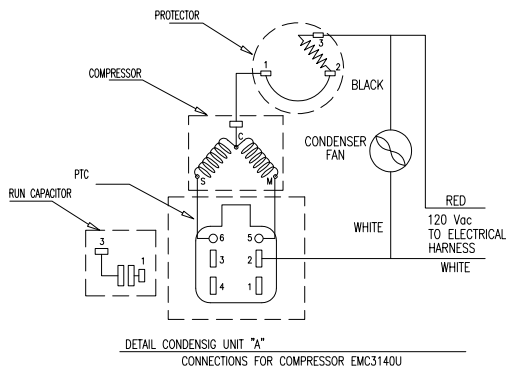 PROTECTOR
3
1
2
COMPRESSOR
BLACK
C
CONDENSER
FAN
S
M
PTC
RUN CAPACITOR
RED
120 Vac
TO ELECTRICAL
HARNESS
WHITE
WHITE
3
1
6
5
3
2
4
1
DETAIL CONDENSIG UNIT "A"
CONNECTIONS FOR COMPRESSOR EMC3140U